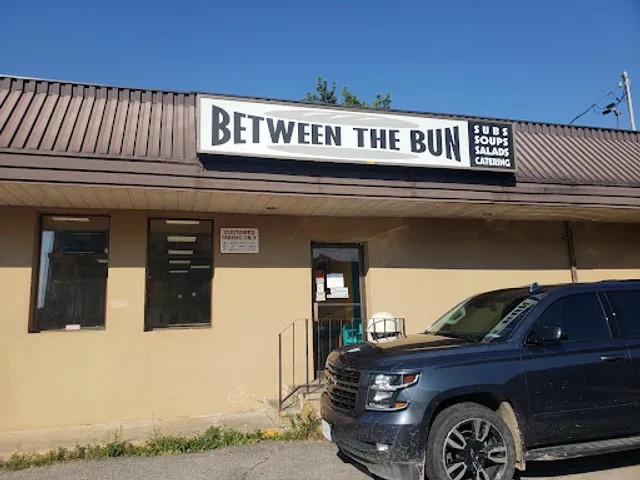 BETWEEN THE BUN
SUBS
SOUPS
SALADS
CATERING
CUSTOMER
PARKING ONLY